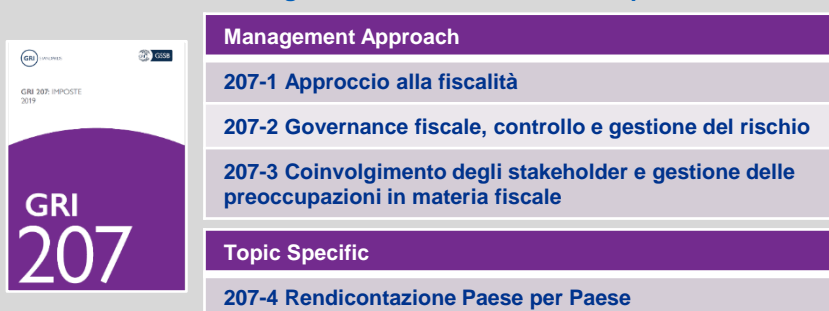 Management Approach
GRI
GSSB
GRI 207: IMPOSTE
2019
207-1 Approccio alla fiscalità
207-2 Governance fiscale, controllo e gestione del rischio
207-3 Coinvolgimento degli stakeholder e gestione delle
preoccupazioni in materia fiscale
GRI
207
Topic Specific
207-4 Rendicontazione Paese per Paese